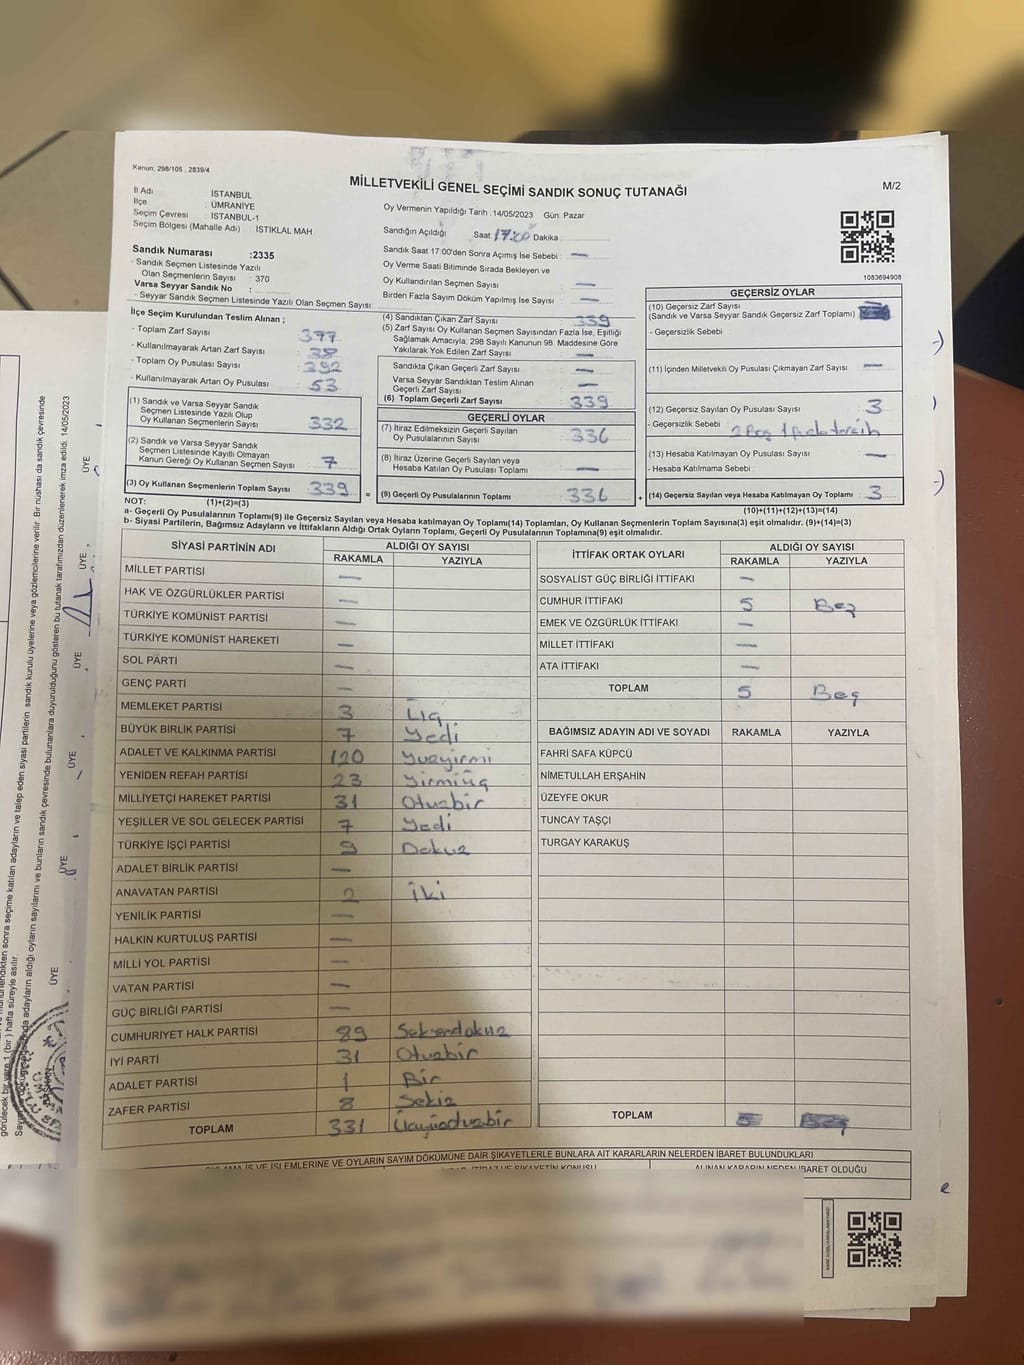 Kanun, 298/105 , 2839/4
MİLLETVEKİLİ GENEL SEÇİMİ SANDIK SONUÇ TUTANAĞI
M/2
İl Adı İSTANBUL
İlçe : ÜMRANİYE
Seçim Çevresi : İSTANBUL-1
Seçim Bölgesi (Mahalle Adı) İSTİKLAL MAH
Oy Vermenin Yapıldığı Tarih :14/05/2023 Gün: Pazar
Sandığın Açıldığı Saat 17:20 Dakika
Sandık Saat 17:00'den Sonra Açımış İse Sebebi : —
Oy Verme Saati Bitiminde Sırada Bekleyen ve
Oy Kullandırılan Seçmen Sayısı —
Birden Fazla Sayım Döküm Yapılmış İse Sayısı : —
1083694908
Sandık Numarası :2335
- Sandık Seçmen Listesinde Yazılı
Olan Seçmenlerin Sayısı : 370
Varsa Seyyar Sandık No :
- Seyyar Sandık Seçmen Listesinde Yazılı Olan Seçmen Sayısı:
İlçe Seçim Kurulundan Teslim Alınan ;
- Toplam Zarf Sayısı : 377
- Kullanılmayarak Artan Zarf Sayısı : 38
- Toplam Oy Pusulası Sayısı : 392
- Kullanılmayarak Artan Oy Pusulası : 53
(1) Sandık ve Varsa Seyyar Sandık
Seçmen Listesinde Yazılı Olup
Oy Kullanan Seçmenlerin Sayısı : 332
(2) Sandık ve Varsa Seyyar Sandık
Seçmen Listesinde Kayıtlı Olmayan
Kanun Gereği Oy Kullanan Seçmen Sayısı : 7
(3) Oy Kullanan Seçmenlerin Toplam Sayısı : 339 =
(4) Sandıktan Çıkan Zarf Sayısı : 339
(5) Zarf Sayısı Oy Kullanan Seçmen Sayısından Fazla İse, Eşitliği
Sağlamak Amacıyla, 298 Sayılı Kanunun 98. Maddesine Göre
Yakılarak Yok Edilen Zarf Sayısı : —
Sandıkta Çıkan Geçerli Zarf Sayısı : —
Varsa Seyyar Sandıktan Teslim Alınan
Geçerli Zarf Sayısı : —
(6) Toplam Geçerli Zarf Sayısı : 339
GEÇERLİ OYLAR
(7) İtiraz Edilmeksizin Geçerli Sayılan
Oy Pusulalarının Sayısı : 336
(8) İtiraz Üzerine Geçerli Sayılan veya
Hesaba Katılan Oy Pusulası Toplamı : —
(9) Geçerli Oy Pusulalarının Toplamı : 336 +
GEÇERSİZ OYLAR
(10) Geçersiz Zarf Sayısı
(Sandık ve Varsa Seyyar Sandık Geçersiz Zarf Toplamı) :
- Geçersizlik Sebebi :
(11) İçinden Milletvekili Oy Pusulası Çıkmayan Zarf Sayısı : —
(12) Geçersiz Sayılan Oy Pusulası Sayısı : 3
- Geçersizlik Sebebi : 2 Boş 1
(13) Hesaba Katılmayan Oy Pusulası Sayısı : —
- Hesaba Katılmama Sebebi :
(14) Geçersiz Sayılan veya Hesaba Katılmayan Oy Toplamı : 3
NOT: (1)+(2)=(3)
(10)+(11)+(12)+(13)=(14)
a- Geçerli Oy Pusulalarının Toplamı(9) ile Geçersiz Sayılan veya Hesaba katılmayan Oy Toplamı(14) Toplamları, Oy Kullanan Seçmenlerin Toplam Sayısına(3) eşit olmalıdır. (9)+(14)=(3)
b- Siyasi Partilerin, Bağımsız Adayların ve İttifakların Aldığı Oyların Toplamı, Geçerli Oy Pusulalarının Toplamına(9) eşit olmalıdır.
SİYASİ PARTİNİN ADI ALDIĞI OY SAYISI
RAKAMLA YAZIYLA
MİLLET PARTİSİ —
HAK VE ÖZGÜRLÜKLER PARTİSİ —
TÜRKİYE KOMÜNİST PARTİSİ —
TÜRKİYE KOMÜNİST HAREKETİ —
SOL PARTİ —
GENÇ PARTİ —
MEMLEKET PARTİSİ 3 Üç
BÜYÜK BİRLİK PARTİSİ 7 Yedi
ADALET VE KALKINMA PARTİSİ 120 Yüzyirmi
YENİDEN REFAH PARTİSİ 23 Yirmiüç
MİLLİYETÇİ HAREKET PARTİSİ 31 Otuzbir
YEŞİLLER VE SOL GELECEK PARTİSİ 7 Yedi
TÜRKİYE İŞÇİ PARTİSİ 9 Dokuz
ADALET BİRLİK PARTİSİ —
ANAVATAN PARTİSİ 2 İki
YENİLİK PARTİSİ —
HALKIN KURTULUŞ PARTİSİ —
MİLLİ YOL PARTİSİ —
VATAN PARTİSİ —
GÜÇ BİRLİĞİ PARTİSİ —
CUMHURİYET HALK PARTİSİ 89 Seksendokuz
İYİ PARTİ 31 Otuzbir
ADALET PARTİSİ 1 Bir
ZAFER PARTİSİ 8 Sekiz
TOPLAM 331 Üçyüzotuzbir
İTTİFAK ORTAK OYLARI ALDIĞI OY SAYISI
RAKAMLA YAZIYLA
SOSYALİST GÜÇ BİRLİĞİ İTTİFAKI —
CUMHUR İTTİFAKI 5 Beş
EMEK VE ÖZGÜRLÜK İTTİFAKI —
MİLLET İTTİFAKI —
ATA İTTİFAKI —
TOPLAM 5 Beş
BAĞIMSIZ ADAYIN ADI VE SOYADI RAKAMLA YAZIYLA
FAHRİ SAFA KÜPCÜ
NİMETULLAH ERŞAHİN
ÜZEYFE OKUR
TUNCAY TAŞÇI
TURGAY KARAKUŞ
TOPLAM
İŞ VE İŞLEMLERİNE VE OYLARIN SAYIM DÖKÜMÜNE DAİR ŞİKAYETLERLE BUNLARA AİT KARARLARIN NELERDEN İBARET BULUNDUKLARI
ALINAN KARARIN NEDEN İBARET OLDUĞU
ÜYE
ÜYE
ÜYE
ÜYE
ÜYE
ÜYE